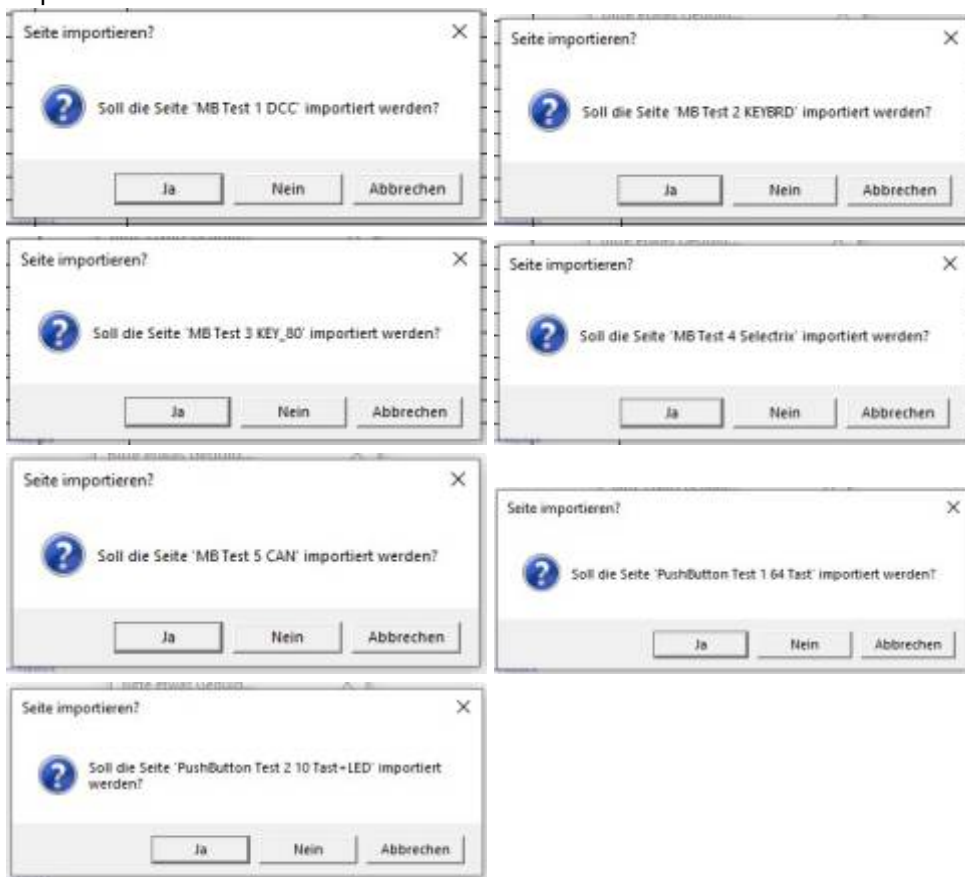 Seite importieren?
Soll die Seite 'MB Test 1 DCC' importiert werden?
Ja Nein Abbrechen
Seite importieren?
Soll die Seite 'MB Test 2 KEYBRD' importiert werden?
Ja Nein Abbrechen
Seite importieren?
Soll die Seite 'MB Test 3 KEY_80' importiert werden?
Ja Nein Abbrechen
Seite importieren?
Soll die Seite 'MB Test 4 Selectrix' importiert werden?
Ja Nein Abbrechen
Seite importieren?
Soll die Seite 'MB Test 5 CAN' importiert werden?
Ja Nein Abbrechen
Seite importieren?
Soll die Seite 'PushButton Test 1 64 Tast' importiert werden?
Ja Nein Abbrechen
Seite importieren?
Soll die Seite 'PushButton Test 2 10 Tast+LED' importiert
werden?
Ja Nein Abbrechen